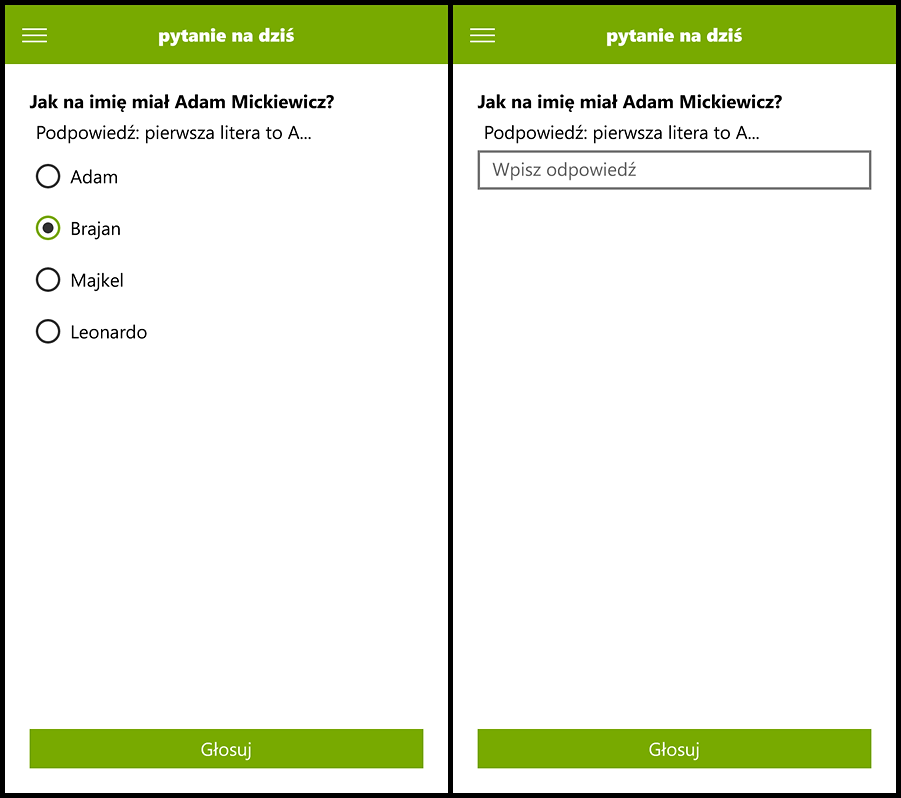 pytanie na dziś
Jak na imię miał Adam Mickiewicz?
Podpowiedź: pierwsza litera to A...
Adam
Brajan
Majkel
Leonardo
Głosuj
pytanie na dziś
Jak na imię miał Adam Mickiewicz?
Podpowiedź: pierwsza litera to A...
Wpisz odpowiedź
Głosuj